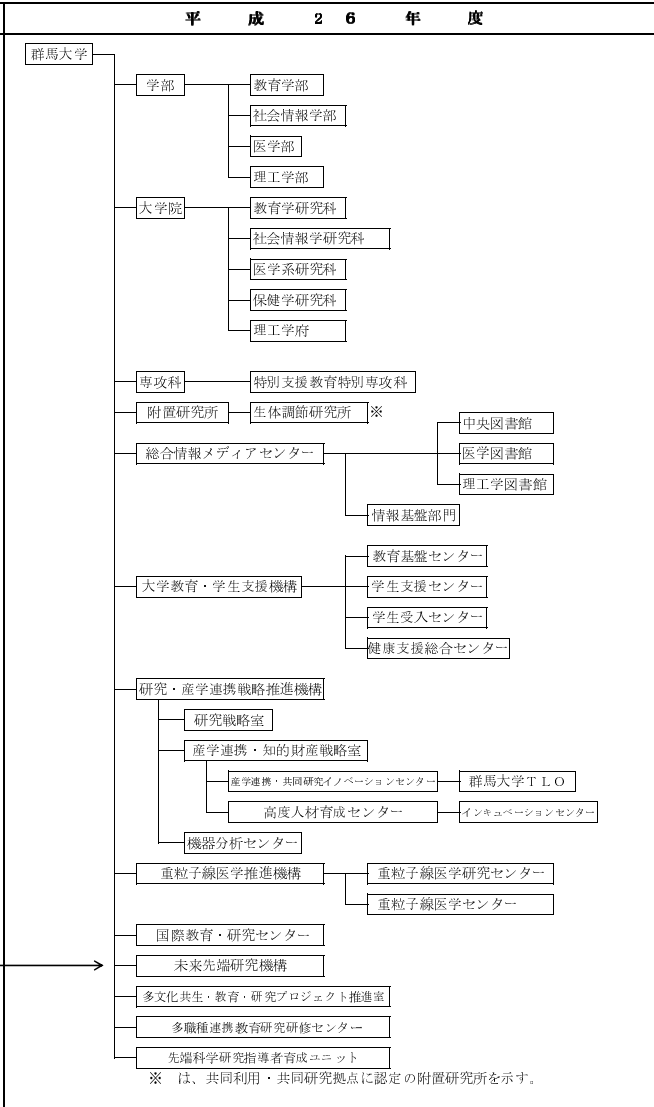 平成２６年度
群馬大学
学部 教育学部
社会情報学部
医学部
理工学部
大学院 教育学研究科
社会情報学研究科
医学系研究科
保健学研究科
理工学府
専攻科 特別支援教育特別専攻科
附置研究所 生体調節研究所 ※
中央図書館
総合情報メディアセンター 医学図書館
理工学図書館
情報基盤部門
教育基盤センター
大学教育・学生支援機構 学生支援センター
学生受入センター
健康支援総合センター
研究・産学連携戦略推進機構
研究戦略室
産学連携・知的財産戦略室
産学連携・共同研究イノベーションセンター 群馬大学ＴＬＯ
高度人材育成センター インキュベーションセンター
機器分析センター
重粒子線医学推進機構 重粒子線医学研究センター
重粒子線医学センター
国際教育・研究センター
未来先端研究機構
多文化共生・教育・研究プロジェクト推進室
多職種連携教育研究研修センター
先端科学研究指導者育成ユニット
※　は、共同利用・共同研究拠点に認定の附置研究所を示す。